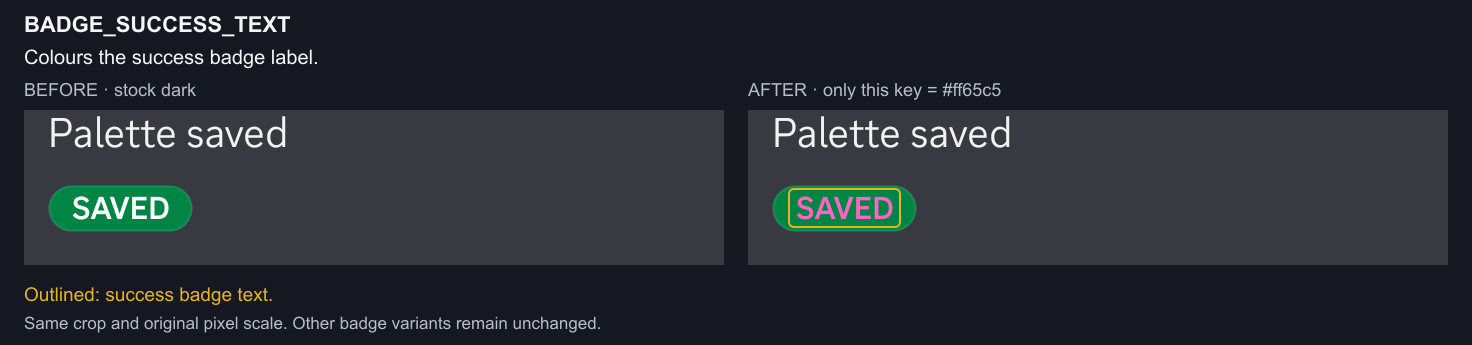 BADGE_SUCCESS_TEXT
Colours the success badge label.
BEFORE · stock dark
Palette saved
SAVED
AFTER · only this key = #ff65c5
Palette saved
SAVED
Outlined: success badge text.
Same crop and original pixel scale. Other badge variants remain unchanged.